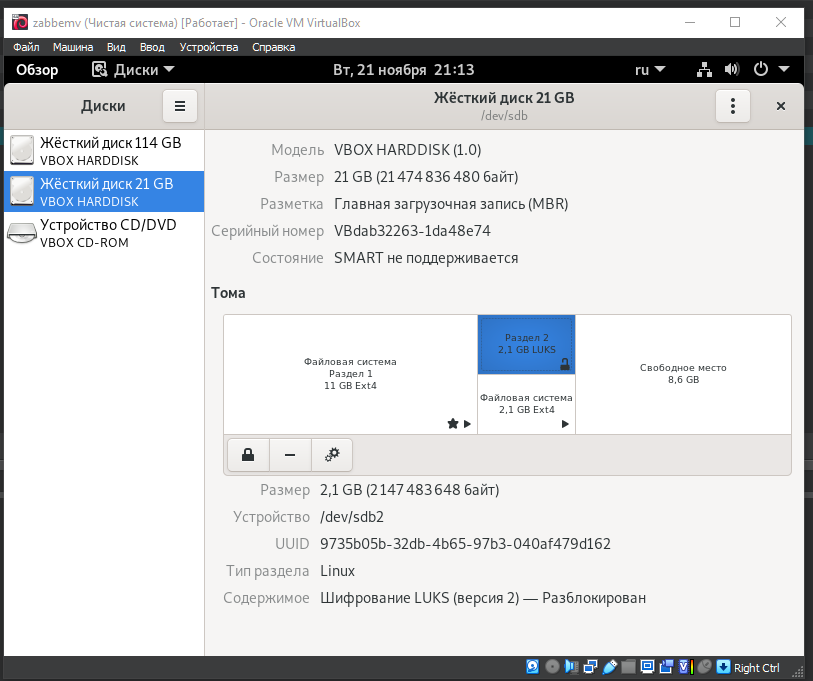 zabbemv (Чистая система) [Работает] - Oracle VM VirtualBox
Файл Машина Вид Ввод Устройства Справка
Обзор Диски Вт, 21 ноября 21:13 ru
Диски
Жёсткий диск 21 GB
/dev/sdb
Жёсткий диск 114 GB
VBOX HARDDISK
Жёсткий диск 21 GB
VBOX HARDDISK
Устройство CD/DVD
VBOX CD-ROM
Модель VBOX HARDDISK (1.0)
Размер 21 GB (21 474 836 480 байт)
Разметка Главная загрузочная запись (MBR)
Серийный номер VBdab32263-1da48e74
Состояние SMART не поддерживается
Тома
Файловая система
Раздел 1
11 GB Ext4
Раздел 2
2,1 GB LUKS
Файловая система
2,1 GB Ext4
Свободное место
8,6 GB
Размер 2,1 GB (2 147 483 648 байт)
Устройство /dev/sdb2
UUID 9735b05b-32db-4b65-97b3-040af479d162
Тип раздела Linux
Содержимое Шифрование LUKS (версия 2) — Разблокирован
Right Ctrl